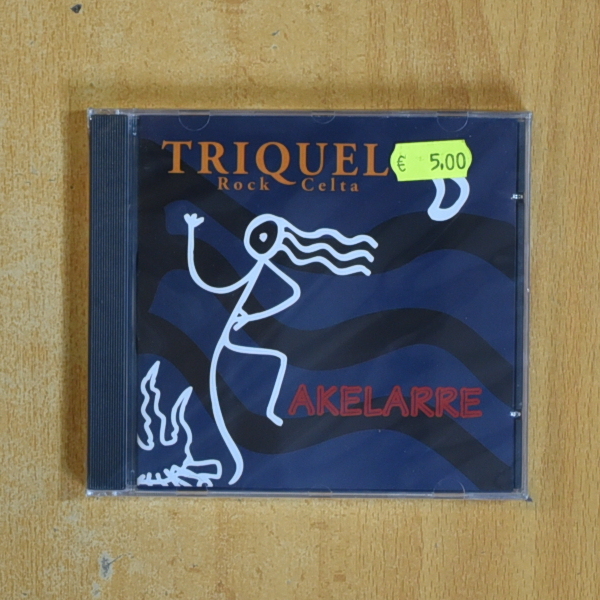 TRIQUEL
€ 5,00
Rock Celta
AKELARRE